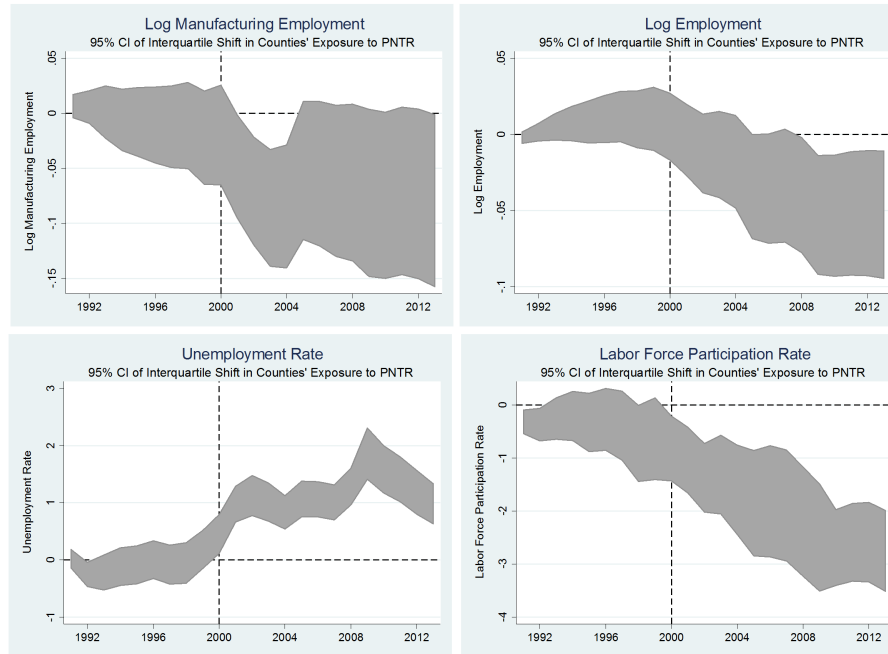 Log Manufacturing Employment
95% CI of Interquartile Shift in Counties' Exposure to PNTR
Log Manufacturing Employment
.05
0
-.05
-.1
-.15
1992 1996 2000 2004 2008 2012
Log Employment
95% CI of Interquartile Shift in Counties' Exposure to PNTR
Log Employment
.05
0
-.05
-.1
1992 1996 2000 2004 2008 2012
Unemployment Rate
95% CI of Interquartile Shift in Counties' Exposure to PNTR
Unemployment Rate
3
2
1
0
-1
1992 1996 2000 2004 2008 2012
Labor Force Participation Rate
95% CI of Interquartile Shift in Counties' Exposure to PNTR
Labor Force Participation Rate
0
-1
-2
-3
-4
1992 1996 2000 2004 2008 2012